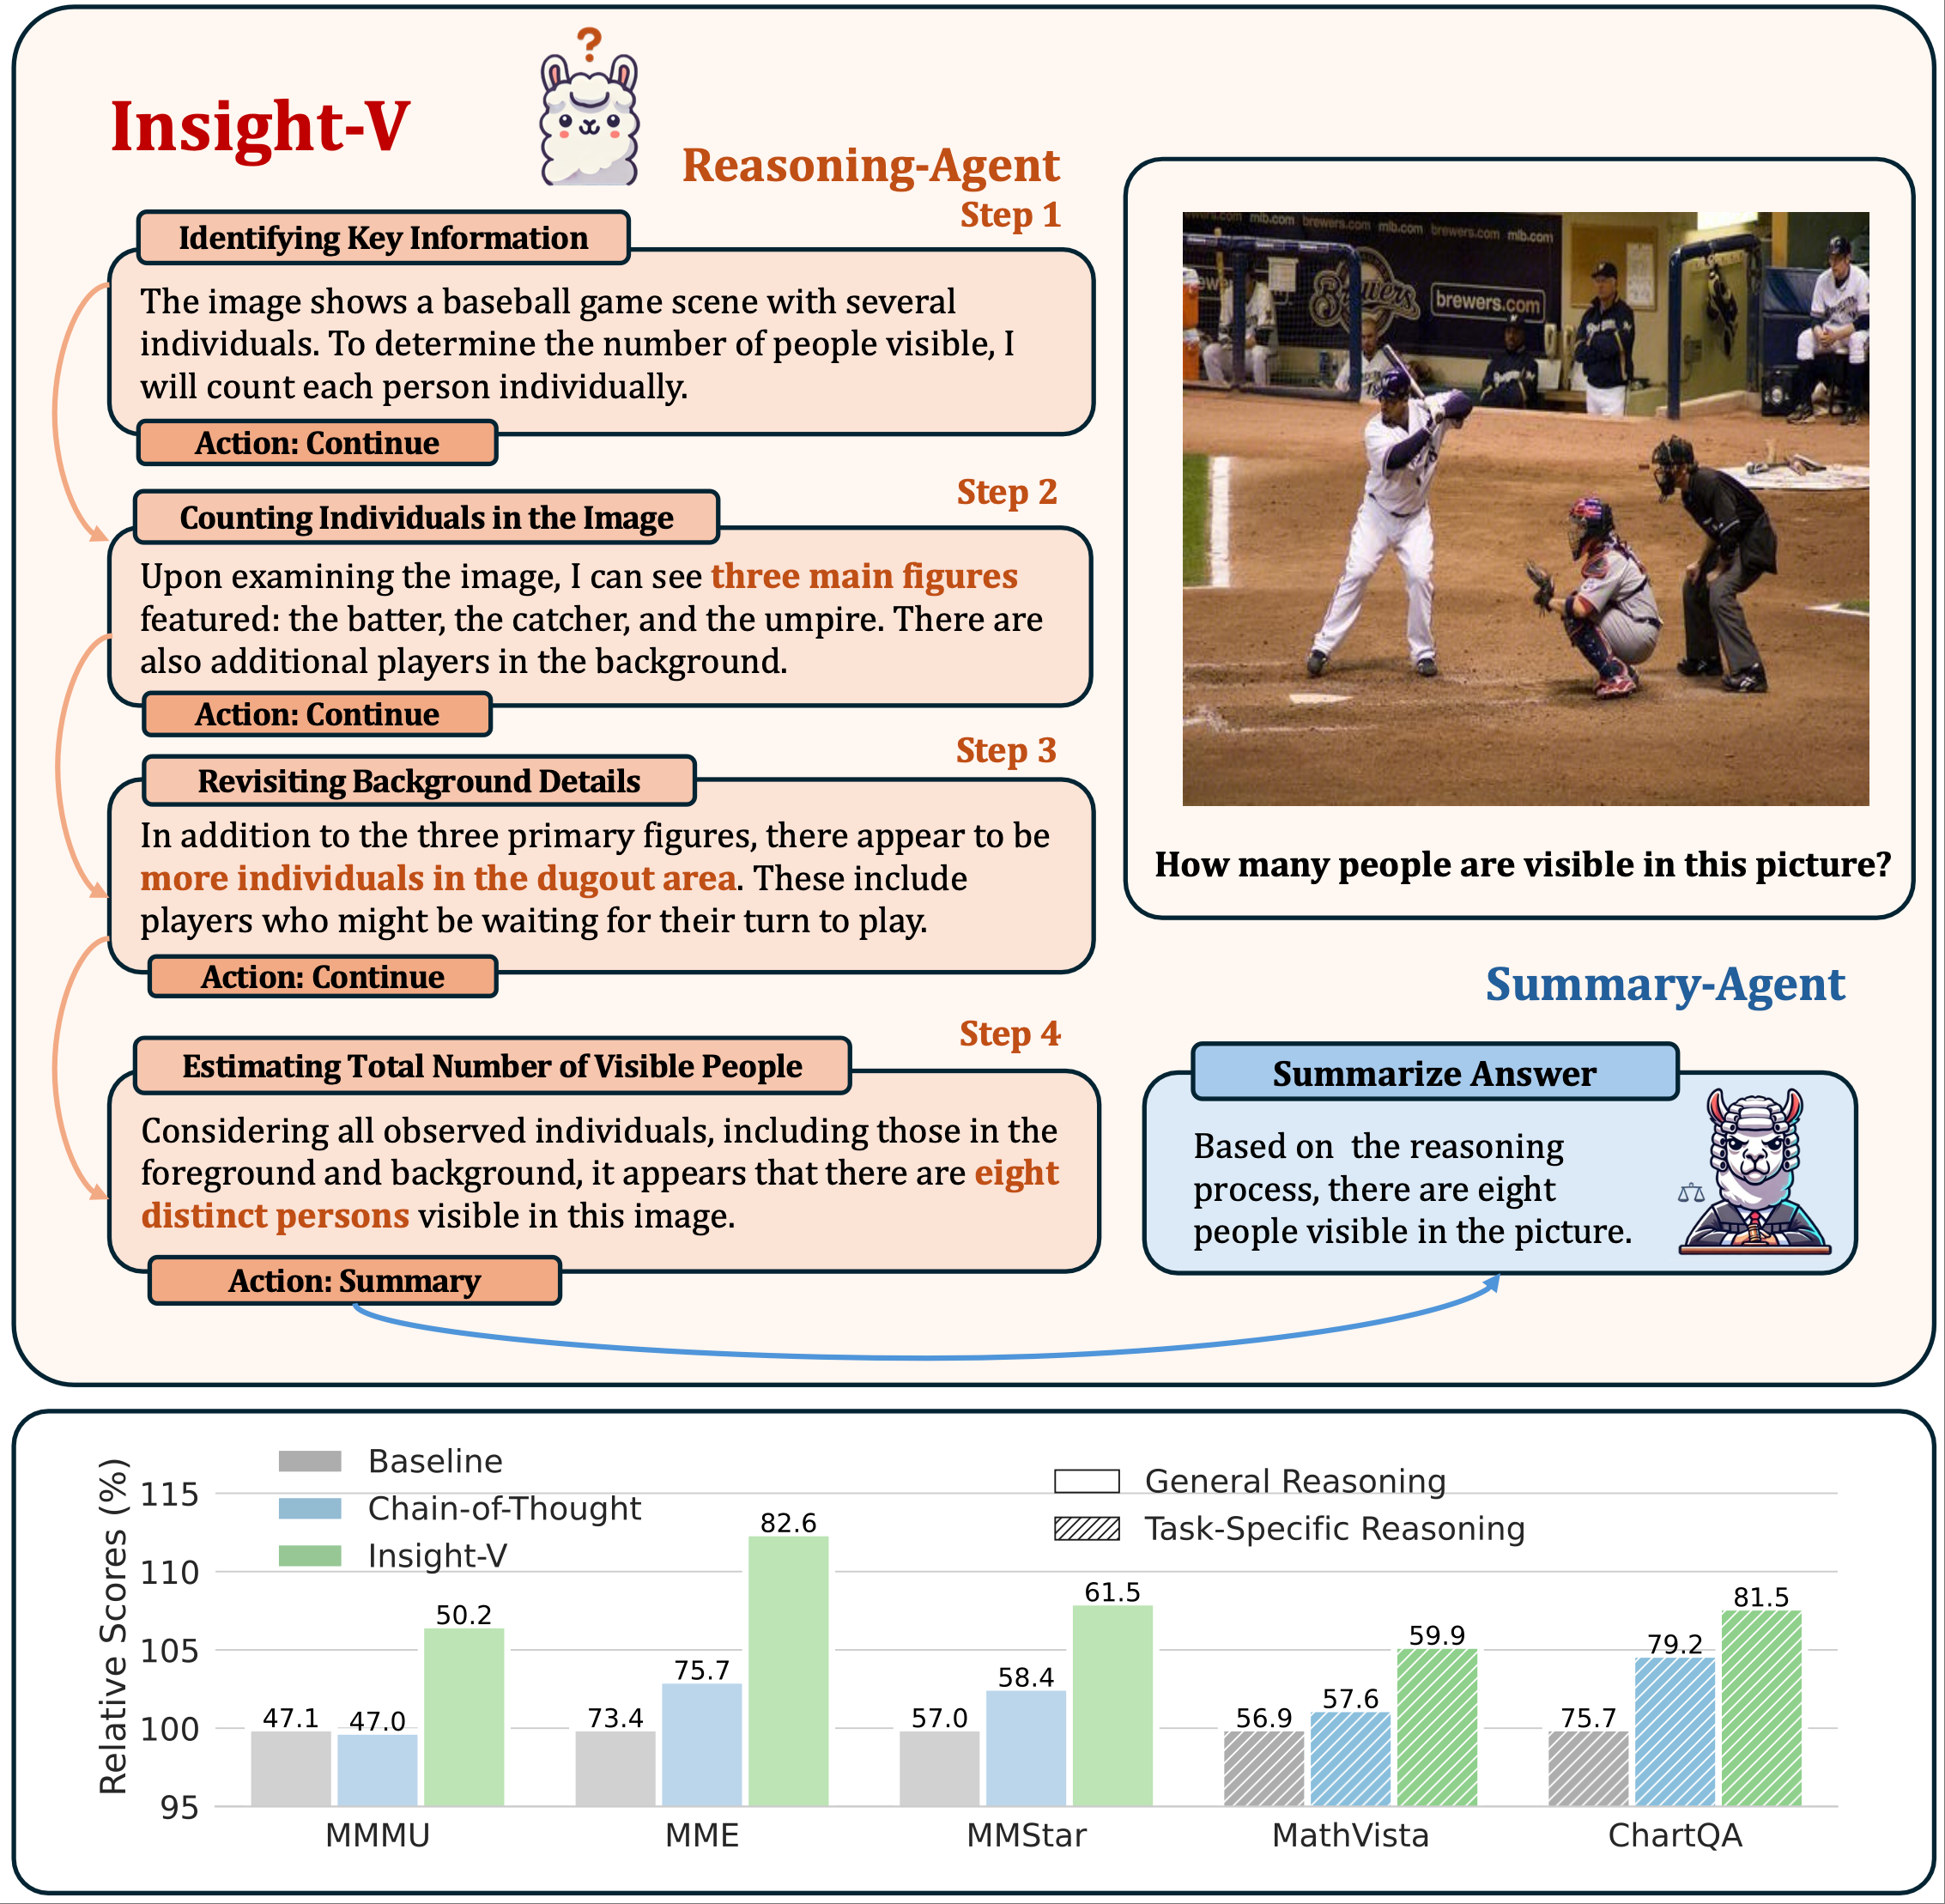 ?
Insight-V
Reasoning-Agent
Step 1
Identifying Key Information
The image shows a baseball game scene with several
individuals. To determine the number of people visible, I
will count each person individually.
Action: Continue
Step 2
Counting Individuals in the Image
Upon examining the image, I can see three main figures
featured: the batter, the catcher, and the umpire. There are
also additional players in the background.
Action: Continue
Step 3
Revisiting Background Details
In addition to the three primary figures, there appear to be
more individuals in the dugout area. These include
players who might be waiting for their turn to play.
Action: Continue
Step 4
Estimating Total Number of Visible People
Considering all observed individuals, including those in the
foreground and background, it appears that there are eight
distinct persons visible in this image.
Action: Summary
mlb.com brewers.com mlb.com brewers.com mlb.com
Brewers
brewers.com
How many people are visible in this picture?
Summary-Agent
Summarize Answer
Based on the reasoning
process, there are eight
people visible in the picture.
Relative Scores (%)
115
110
105
100
95
Baseline
Chain-of-Thought
Insight-V
General Reasoning
Task-Specific Reasoning
47.1 47.0 50.2
73.4 75.7 82.6
57.0 58.4 61.5
56.9 57.6 59.9
75.7 79.2 81.5
MMMU MME MMStar MathVista ChartQA